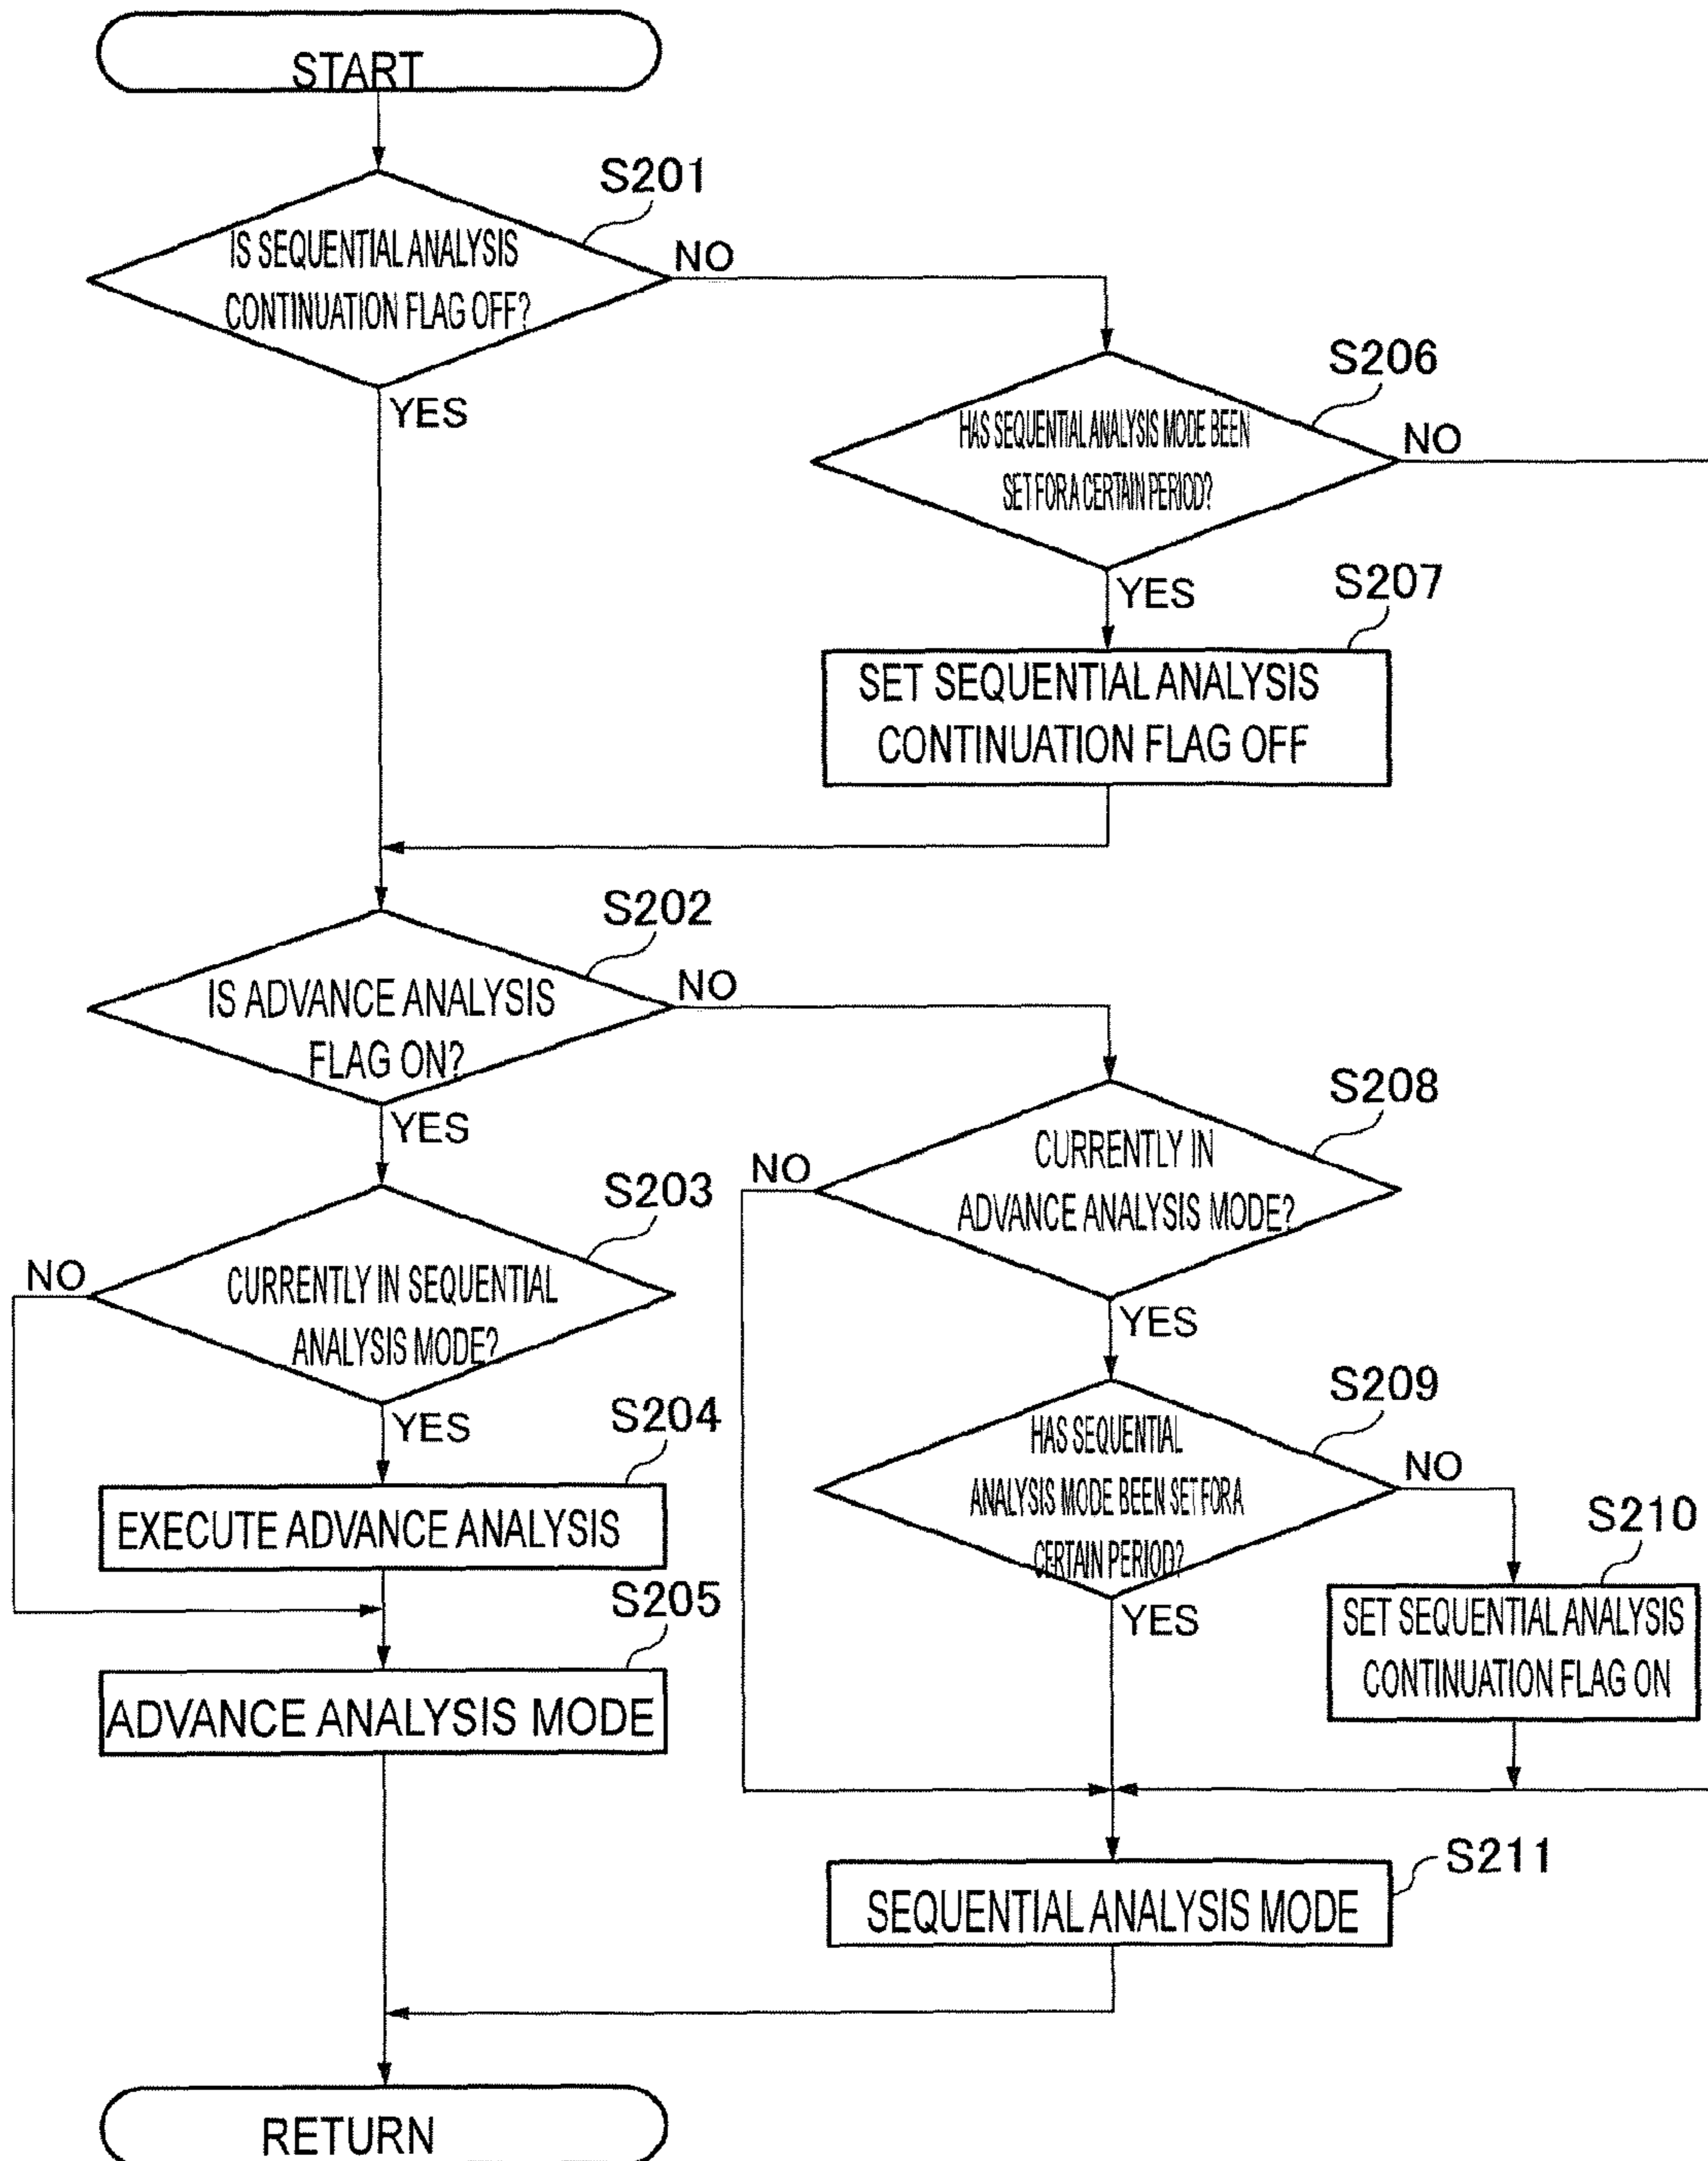 START
S201
IS SEQUENTIAL ANALYSIS
CONTINUATION FLAG OFF?
NO
YES
S206
HAS SEQUENTIAL ANALYSIS MODE BEEN
SET FOR A CERTAIN PERIOD?
NO
YES
S207
SET SEQUENTIAL ANALYSIS
CONTINUATION FLAG OFF
S202
IS ADVANCE ANALYSIS
FLAG ON?
NO
YES
S208
CURRENTLY IN
ADVANCE ANALYSIS MODE?
NO
YES
S203
CURRENTLY IN SEQUENTIAL
ANALYSIS MODE?
NO
YES
S204
EXECUTE ADVANCE ANALYSIS
S205
ADVANCE ANALYSIS MODE
S209
HAS SEQUENTIAL
ANALYSIS MODE BEEN SET FOR A
CERTAIN PERIOD?
NO
YES
S210
SET SEQUENTIAL ANALYSIS
CONTINUATION FLAG ON
S211
SEQUENTIAL ANALYSIS MODE
RETURN